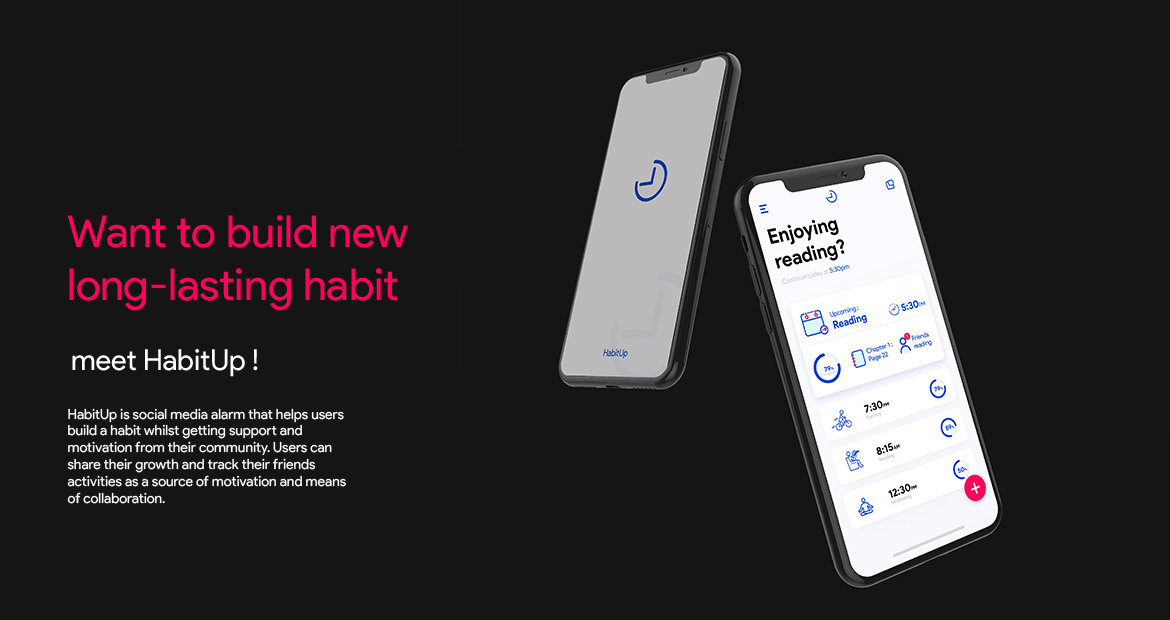 Want to build new
long-lasting habit
meet HabitUp !
HabitUp is social media alarm that helps users
build a habit whilst getting support and
motivation from their community. Users can
share their growth and track their friends
activities as a source of motivation and means
of collaboration.
HabitUp
Enjoying
reading?
Continue today at 5:30pm
Upcoming:
Reading
5:30PM
79%
Chapter 1 :
Page 22
Friends
reading
7:30PM
Cycling
79%
8:15AM
Reading
89%
12:30PM
50%